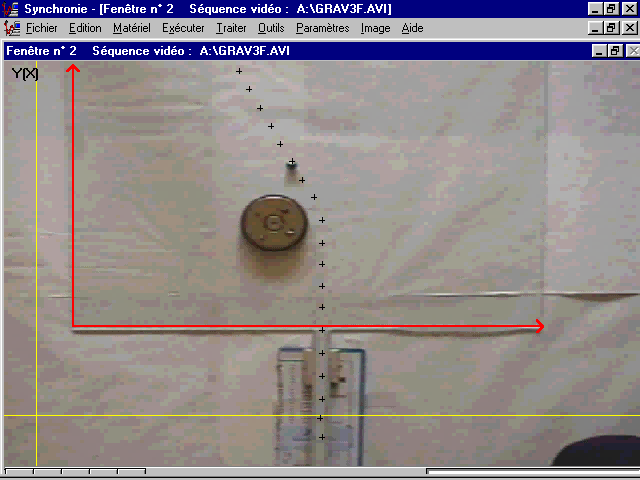 Synchronie - [Fenêtre n° 2    Séquence vidéo :  A:\GRAV3F.AVI]
Fichier  Edition  Matériel  Exécuter  Traiter  Outils  Paramètres  Image  Aide
Fenêtre n° 2    Séquence vidéo :  A:\GRAV3F.AVI
Y(X)